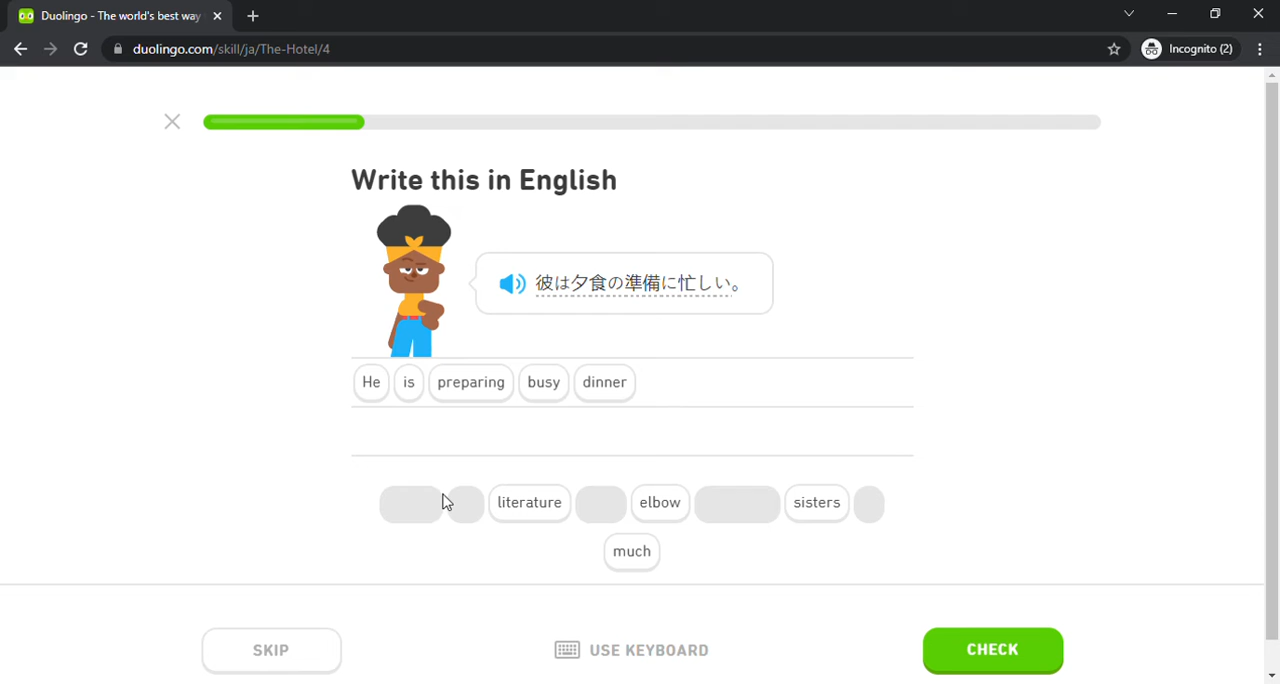 Duolingo - The world's best way
duolingo.com/skill/ja/The-Hotel/4
Incognito (2)
Write this in English
彼は夕食の準備に忙しい。
He is preparing busy dinner
literature elbow sisters
much
SKIP USE KEYBOARD CHECK